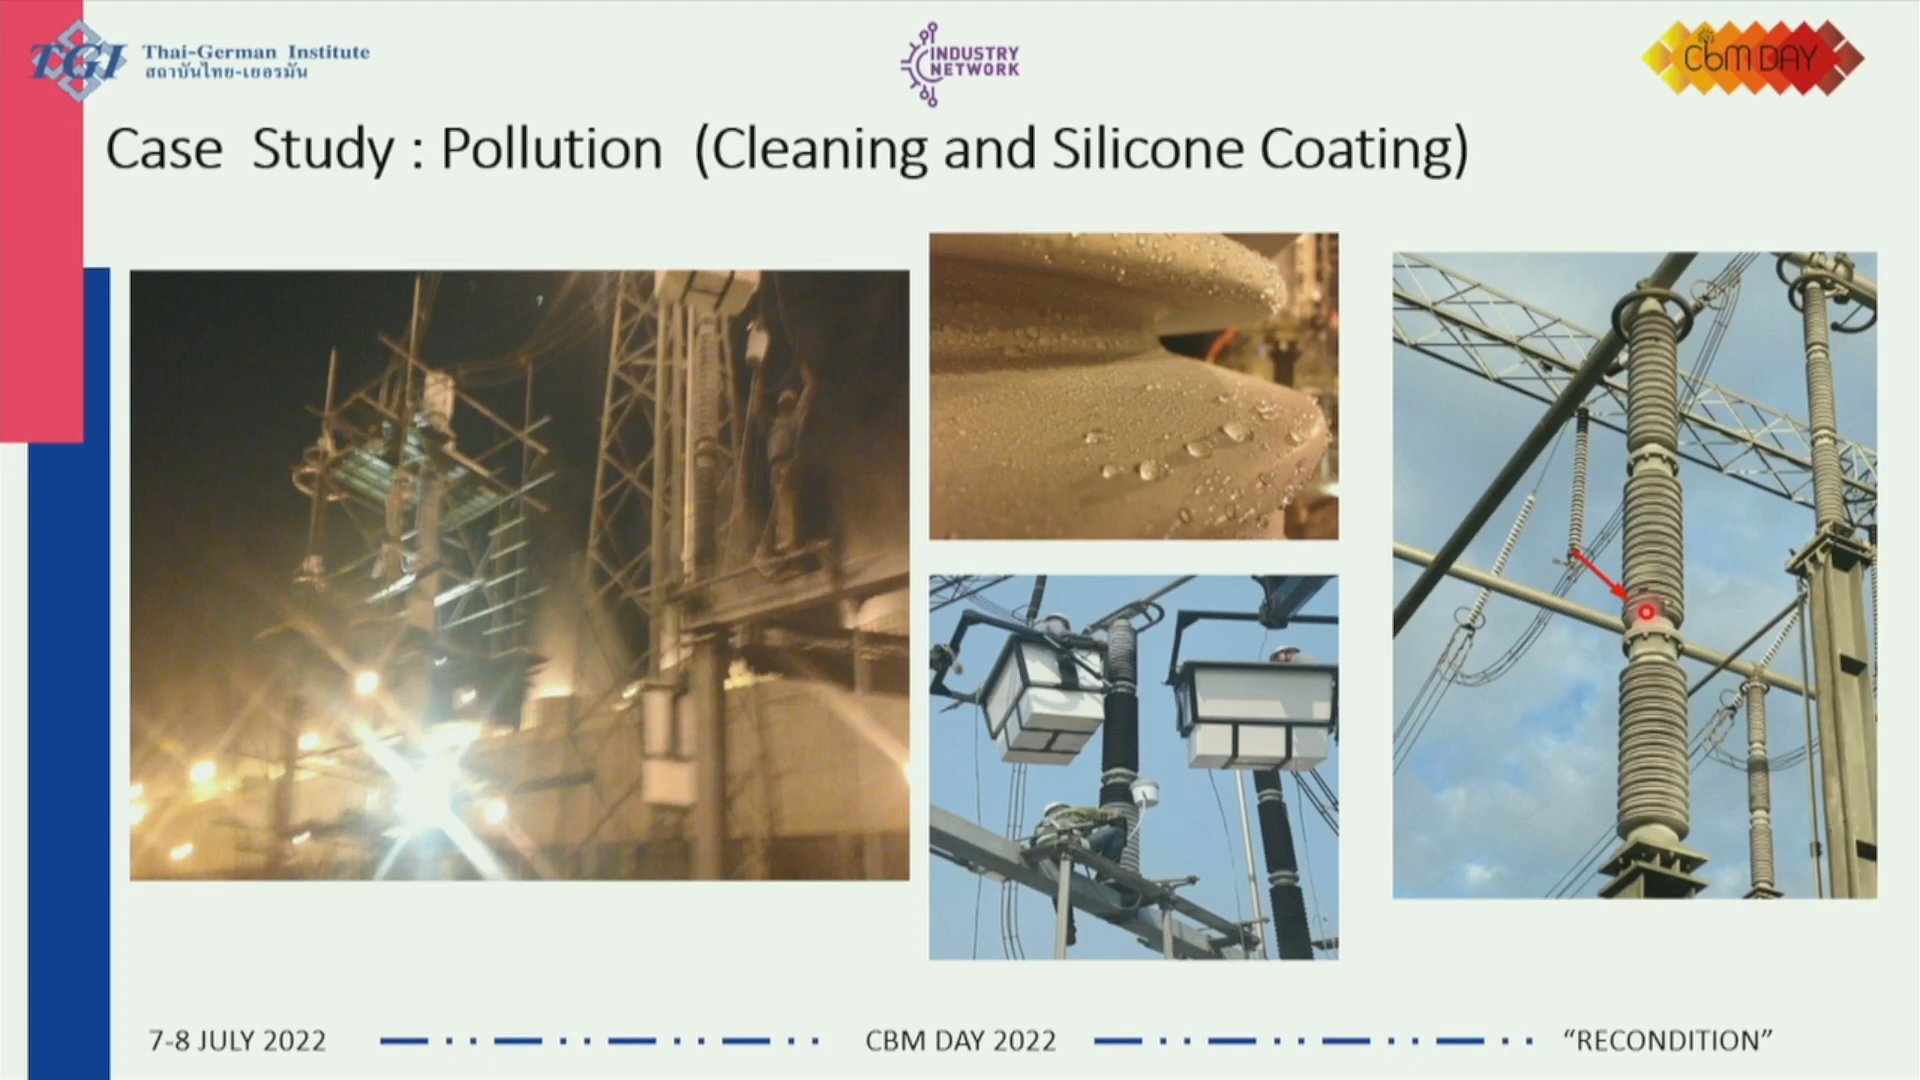 TGI Thai-German Institute
สถาบันไทย-เยอรมัน
INDUSTRY
NETWORK
cbm DAY
Case Study : Pollution (Cleaning and Silicone Coating)
7-8 JULY 2022
CBM DAY 2022
“RECONDITION”